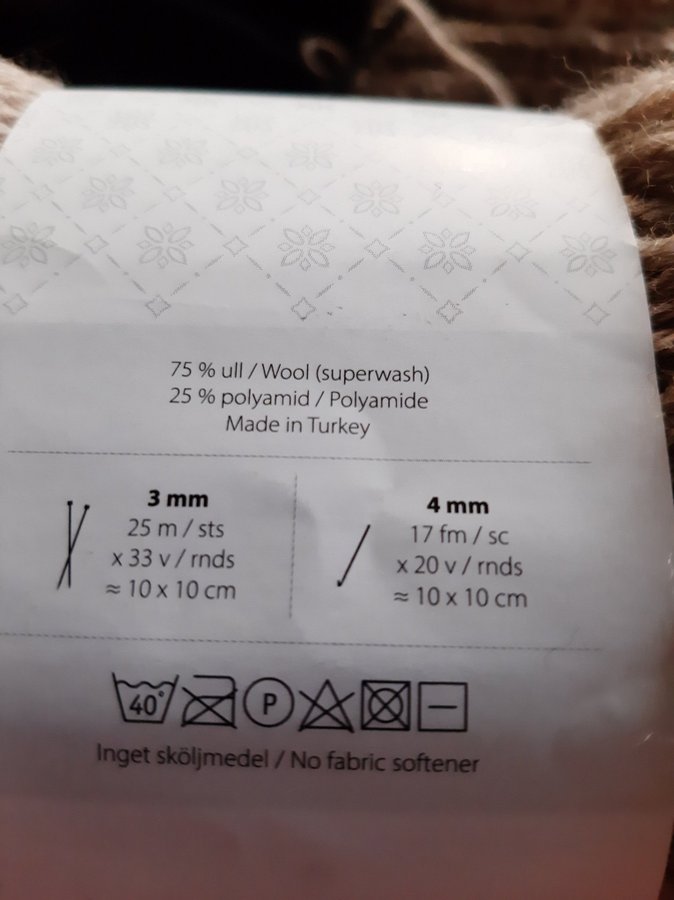 75 % ull / Wool (superwash)
25 % polyamid / Polyamide
Made in Turkey
3 mm
25 m / sts
x 33 v / rnds
≈ 10 x 10 cm
4 mm
17 fm / sc
x 20 v / rnds
≈ 10 x 10 cm
40° P
Inget sköljmedel / No fabric softener